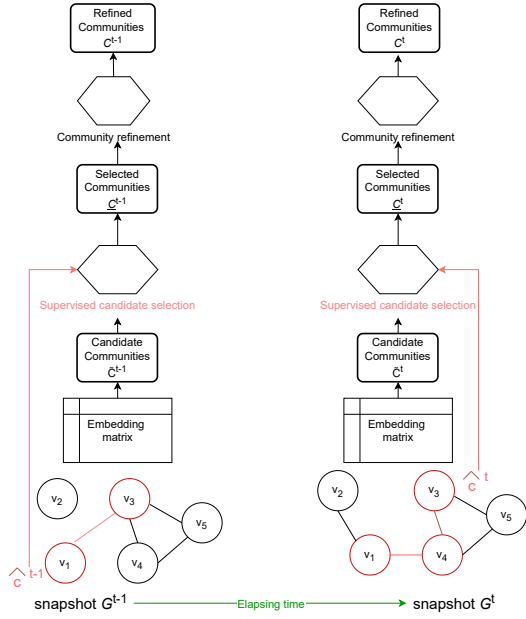 Refined
Communities
C^t-1
Community refinement
Selected
Communities
C^t-1
Supervised candidate selection
Candidate
Communities
C̃^t-1
Embedding
matrix
v2
v3
v5
v1
v4
Ĉ^t-1
snapshot G^t-1
Elapsing time
Refined
Communities
C^t
Community refinement
Selected
Communities
C^t
Supervised candidate selection
Candidate
Communities
C̃^t
Embedding
matrix
Ĉ^t
v2
v3
v5
v1
v4
snapshot G^t